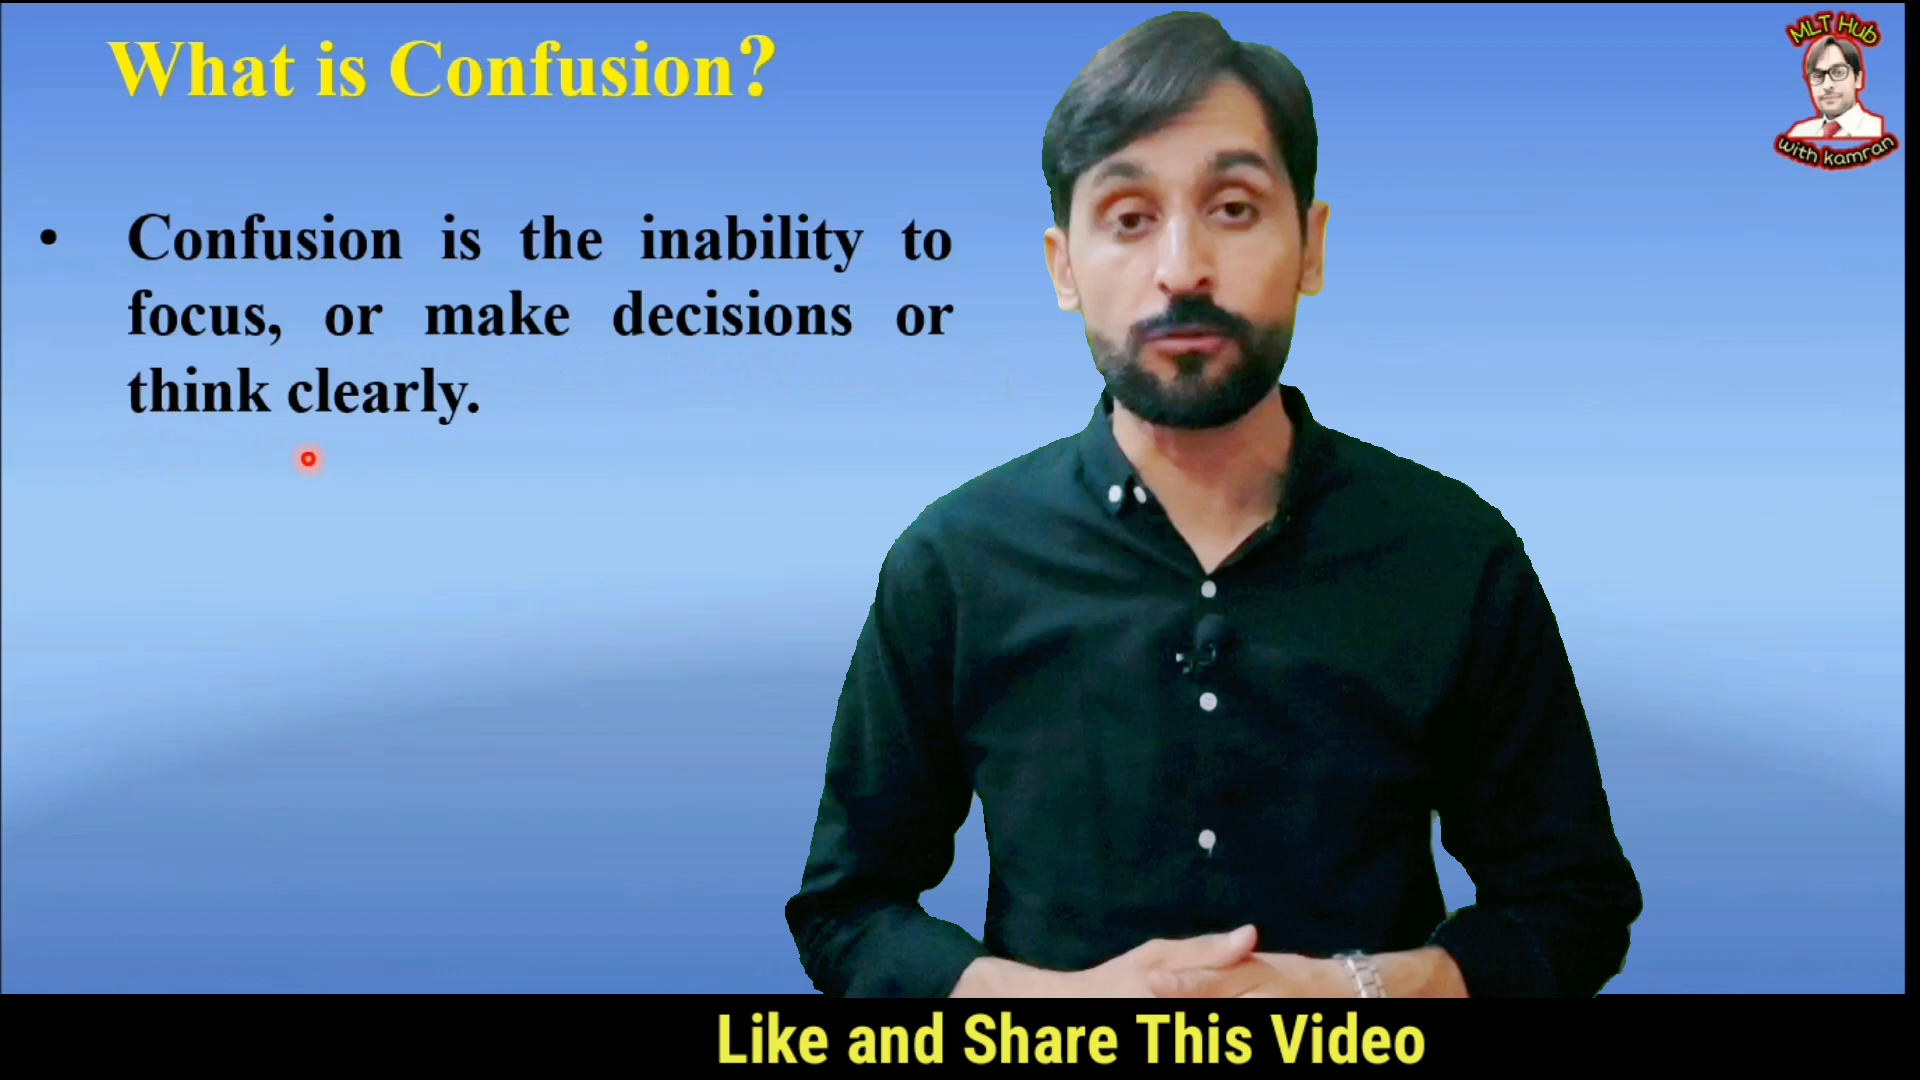 What is Confusion?
MLT Hub
with kamran
• Confusion is the inability to
focus, or make decisions or
think clearly.
Like and Share This Video